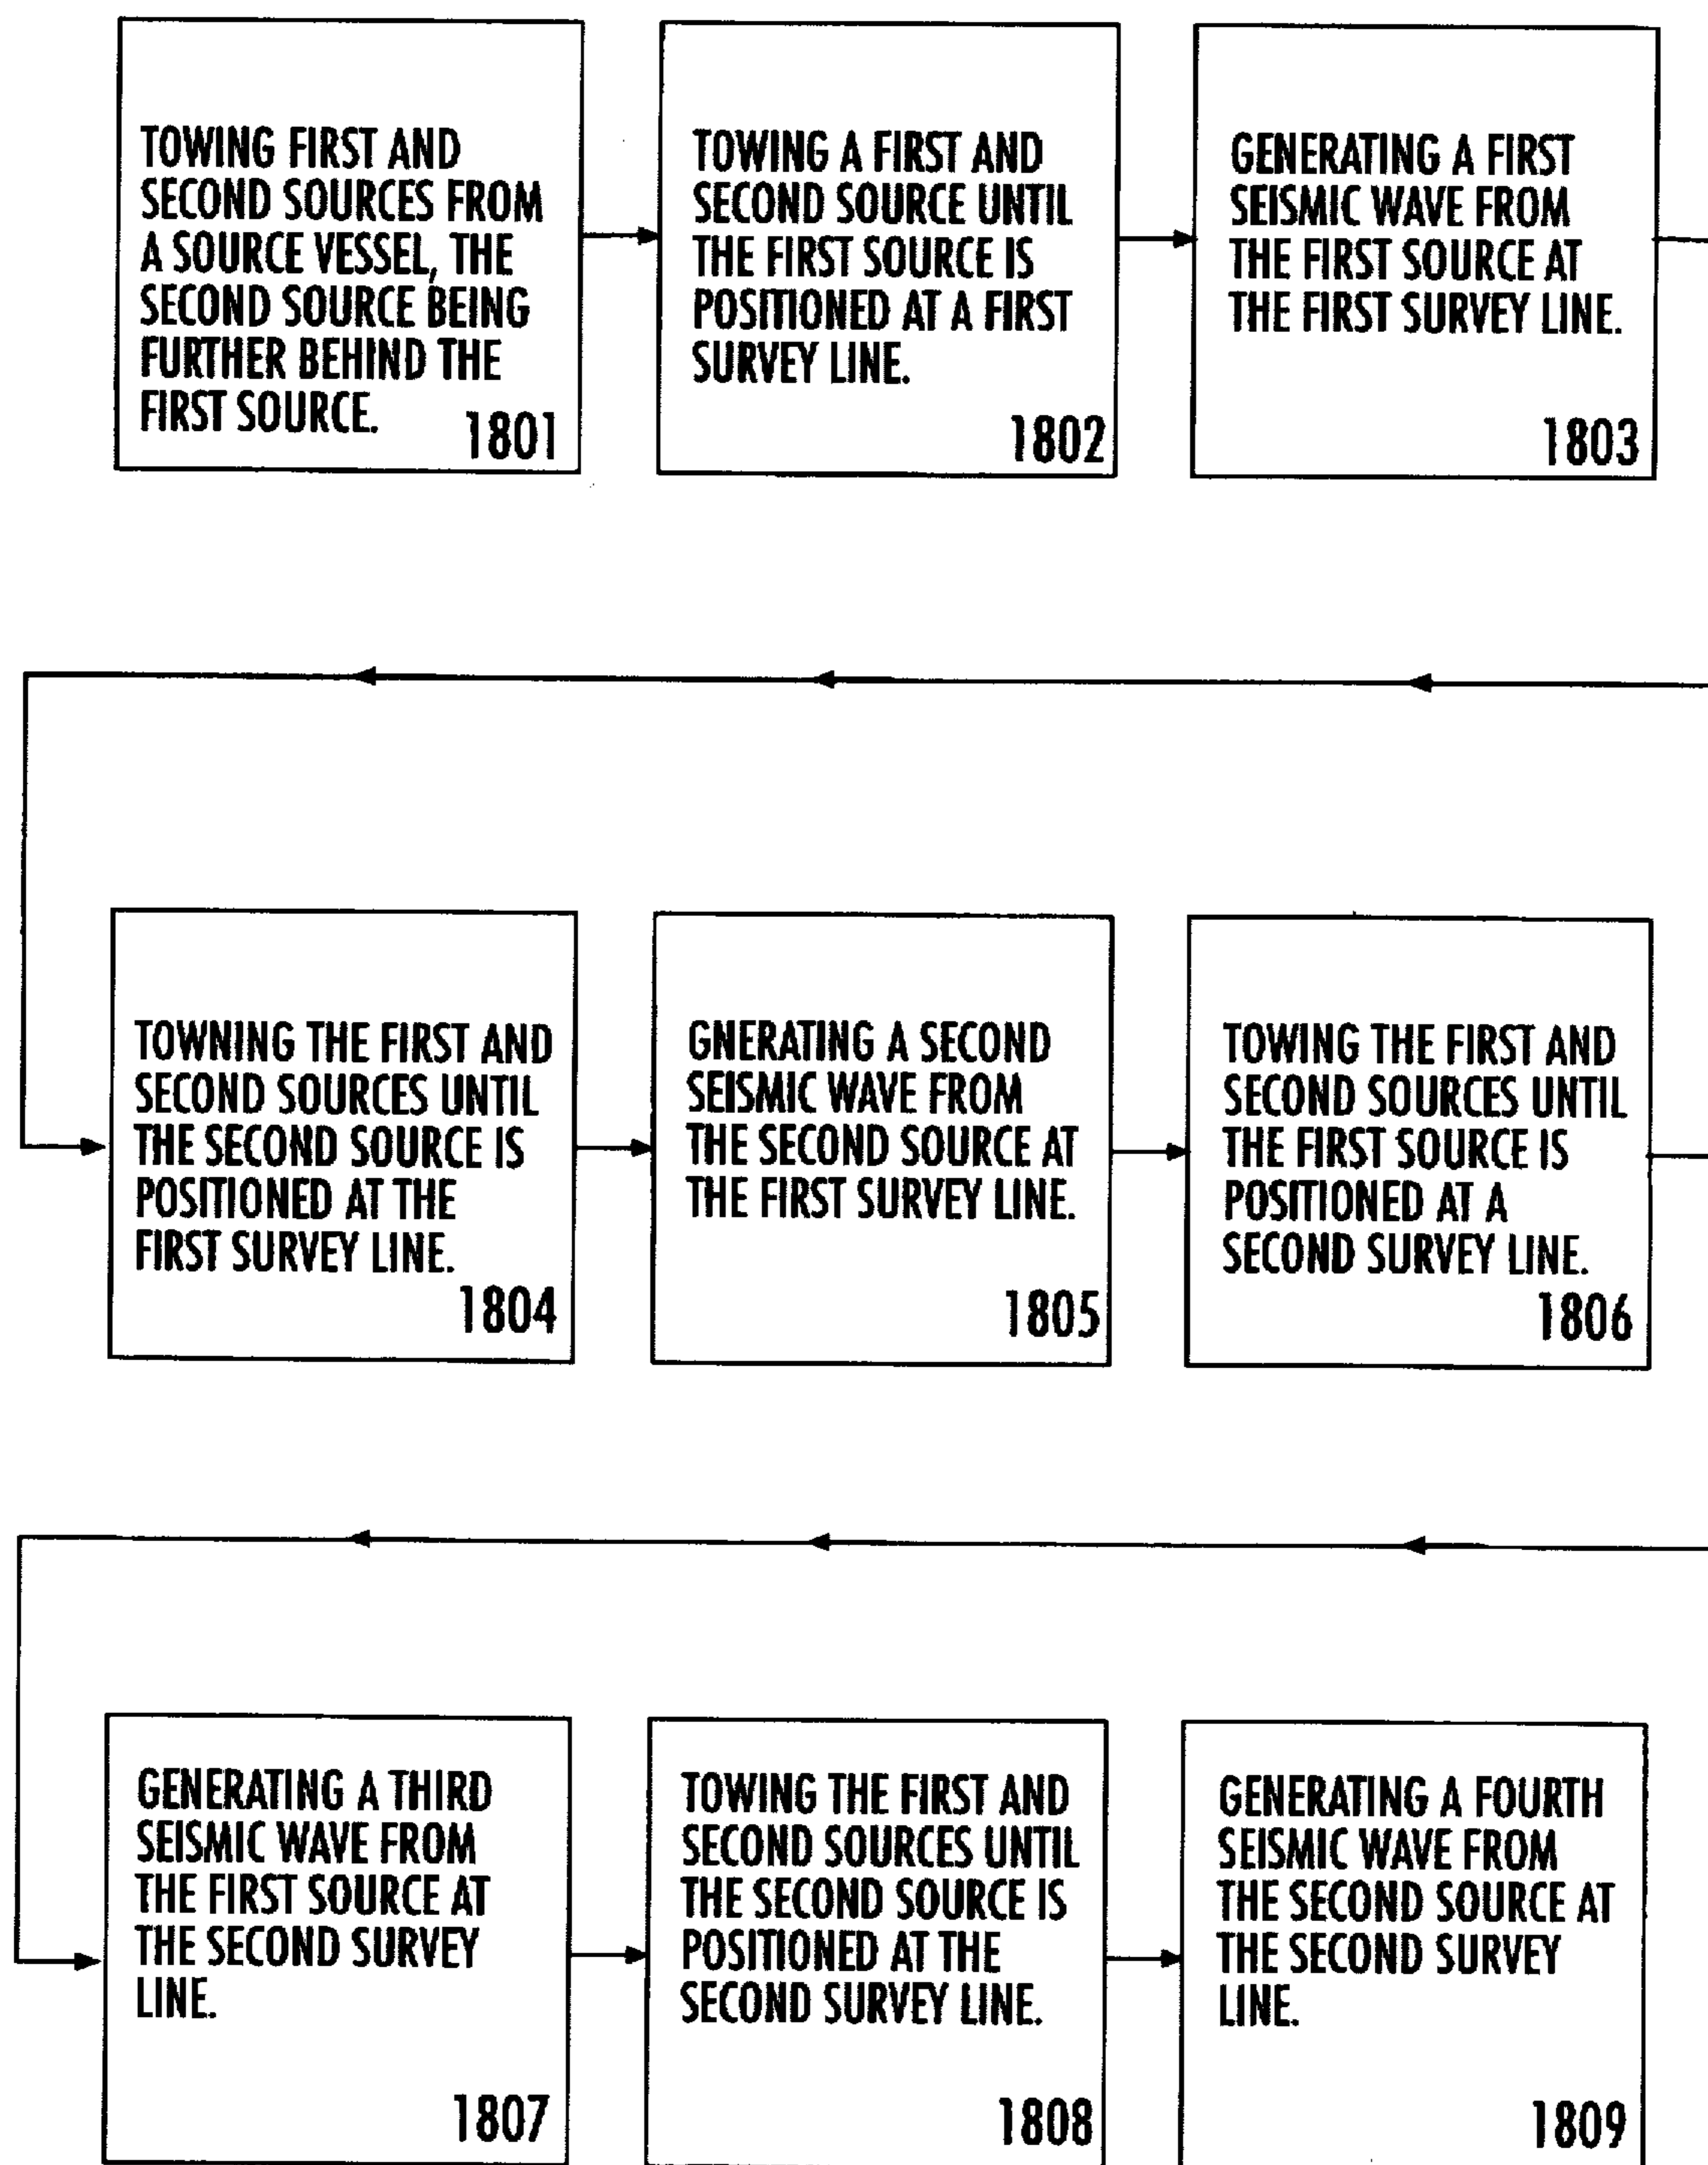 TOWING FIRST AND
SECOND SOURCES FROM
A SOURCE VESSEL, THE
SECOND SOURCE BEING
FURTHER BEHIND THE
FIRST SOURCE.
1801
TOWING A FIRST AND
SECOND SOURCE UNTIL
THE FIRST SOURCE IS
POSITIONED AT A FIRST
SURVEY LINE.
1802
GENERATING A FIRST
SEISMIC WAVE FROM
THE FIRST SOURCE AT
THE FIRST SURVEY LINE.
1803
TOWNING THE FIRST AND
SECOND SOURCES UNTIL
THE SECOND SOURCE IS
POSITIONED AT THE
FIRST SURVEY LINE.
1804
GNERATING A SECOND
SEISMIC WAVE FROM
THE SECOND SOURCE AT
THE FIRST SURVEY LINE.
1805
TOWING THE FIRST AND
SECOND SOURCES UNTIL
THE FIRST SOURCE IS
POSITIONED AT A
SECOND SURVEY LINE.
1806
GENERATING A THIRD
SEISMIC WAVE FROM
THE FIRST SOURCE AT
THE SECOND SURVEY
LINE.
1807
TOWING THE FIRST AND
SECOND SOURCES UNTIL
THE SECOND SOURCE IS
POSITIONED AT THE
SECOND SURVEY LINE.
1808
GENERATING A FOURTH
SEISMIC WAVE FROM
THE SECOND SOURCE AT
THE SECOND SURVEY
LINE.
1809